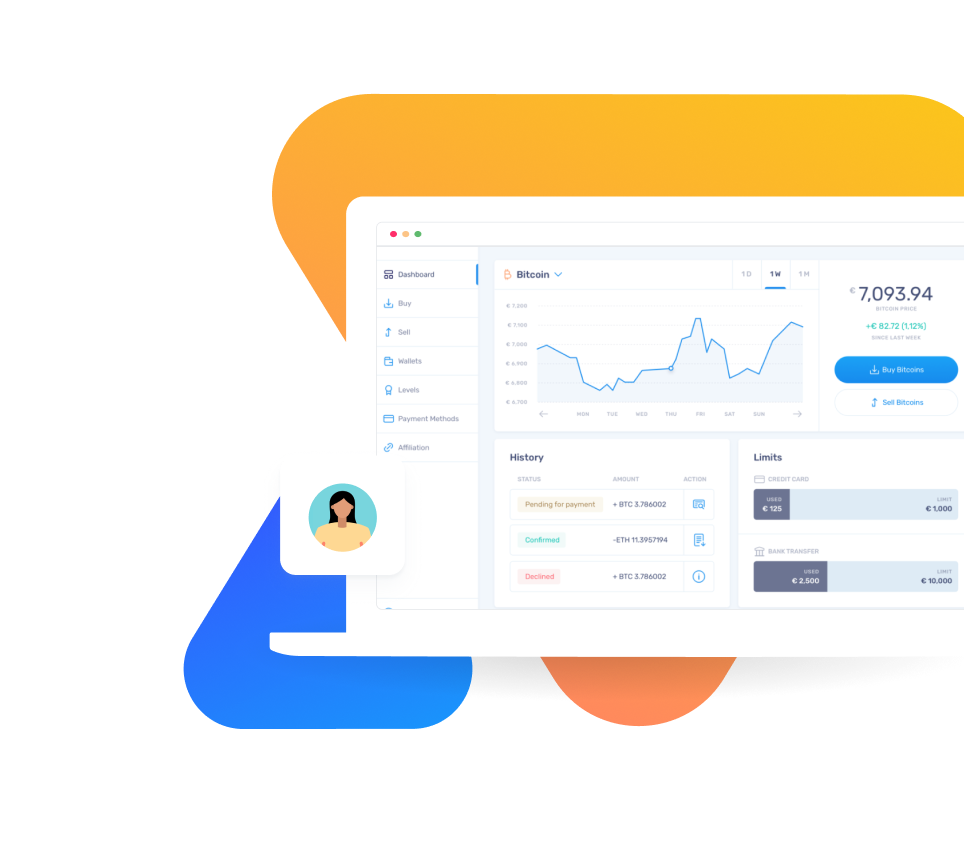 Dashboard
Buy
Sell
Wallets
Levels
Payment Methods
Affiliation
Bitcoin
1 D
1 W
1 M
€ 7.200
€ 7.100
€ 7.000
€ 6.900
€ 6.800
€ 6.700
MON
TUE
WED
THU
FRI
SAT
SUN
€ 7,093.94
BITCOIN PRICE
+€ 82.72 (1,12%)
SINCE LAST WEEK
Buy Bitcoins
Sell Bitcoins
History
STATUS AMOUNT ACTION
Pending for payment + BTC 3.786002
Confirmed -ETH 11.3957194
Declined + BTC 3.786002
Limits
CREDIT CARD
USED LIMIT
€ 125 € 1,000
BANK TRANSFER
USED LIMIT
€ 2,500 € 10,000